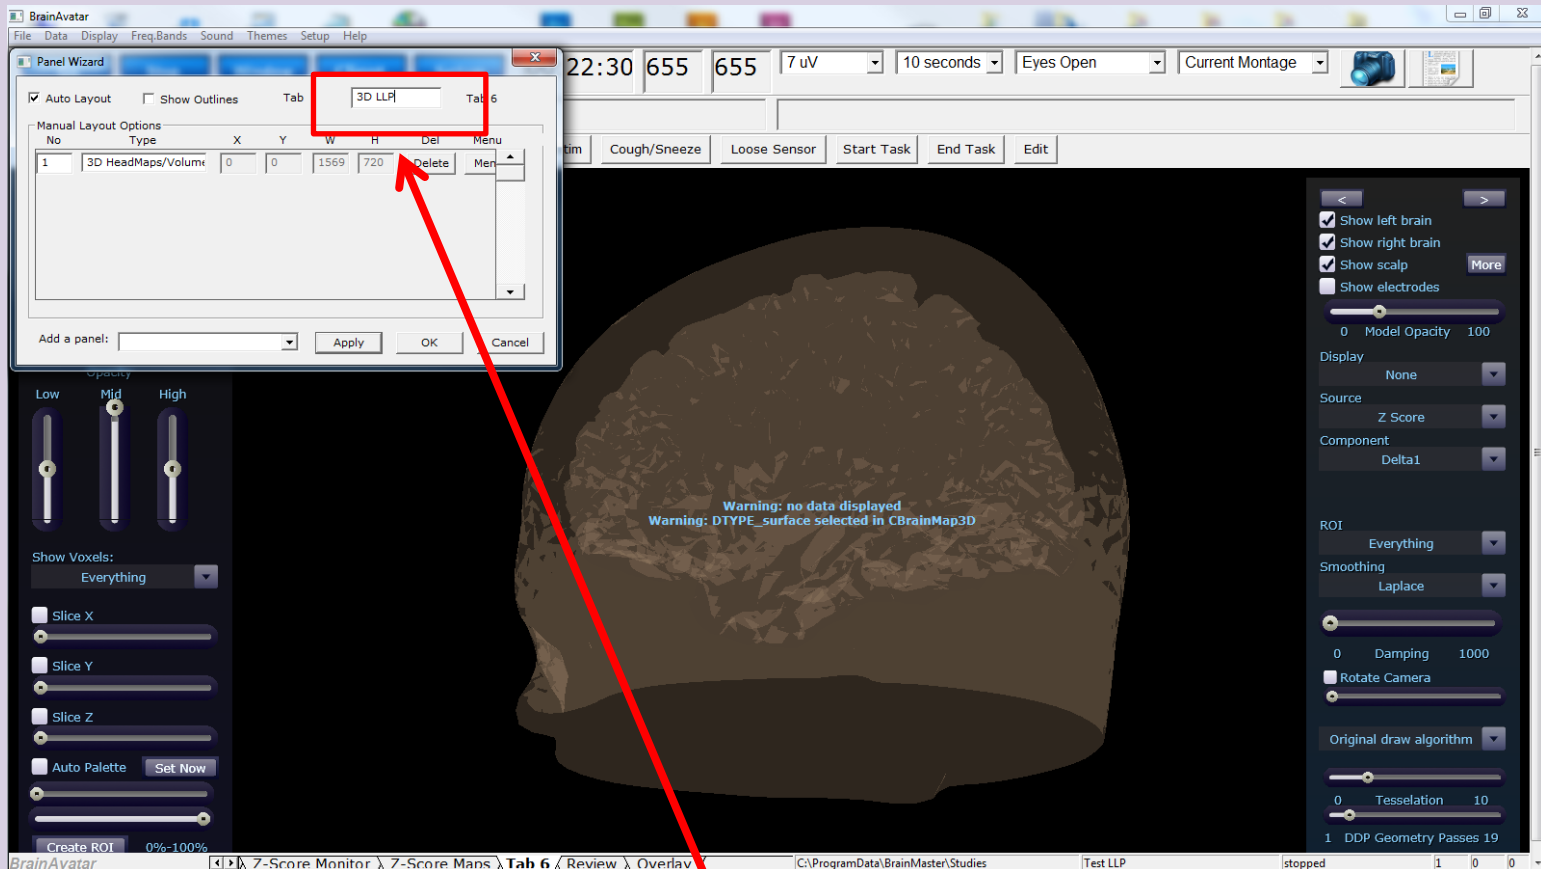 BrainAvatar
File Data Display Freq.Bands Sound Themes Setup Help
Panel Wizard
22:30 655 655 7 uV 10 seconds Eyes Open Current Montage
Auto Layout Show Outlines Tab 3D LLP Tab 6
Manual Layout Options
No Type X Y W H Del Menu
1 3D HeadMaps/Volume 0 0 1569 720 Delete Men
Cough/Sneeze Loose Sensor Start Task End Task Edit
Add a panel: Apply OK Cancel
Opacity
Low Mid High
Show Voxels:
Everything
Slice X
Slice Y
Slice Z
Auto Palette Set Now
Create ROI 0%-100%
Warning: no data displayed
Warning: DTYPE_surface selected in CBrainMap3D
< >
Show left brain
Show right brain
Show scalp More
Show electrodes
0 Model Opacity 100
Display
None
Source
Z Score
Component
Delta1
ROI
Everything
Smoothing
Laplace
0 Damping 1000
Rotate Camera
Original draw algorithm
0 Tesselation 10
1 DDP Geometry Passes 19
BrainAvatar Z-Score Monitor Z-Score Maps Tab 6 Review Overlay C:\ProgramData\BrainMaster\Studies Test LLP stopped 1 0 0